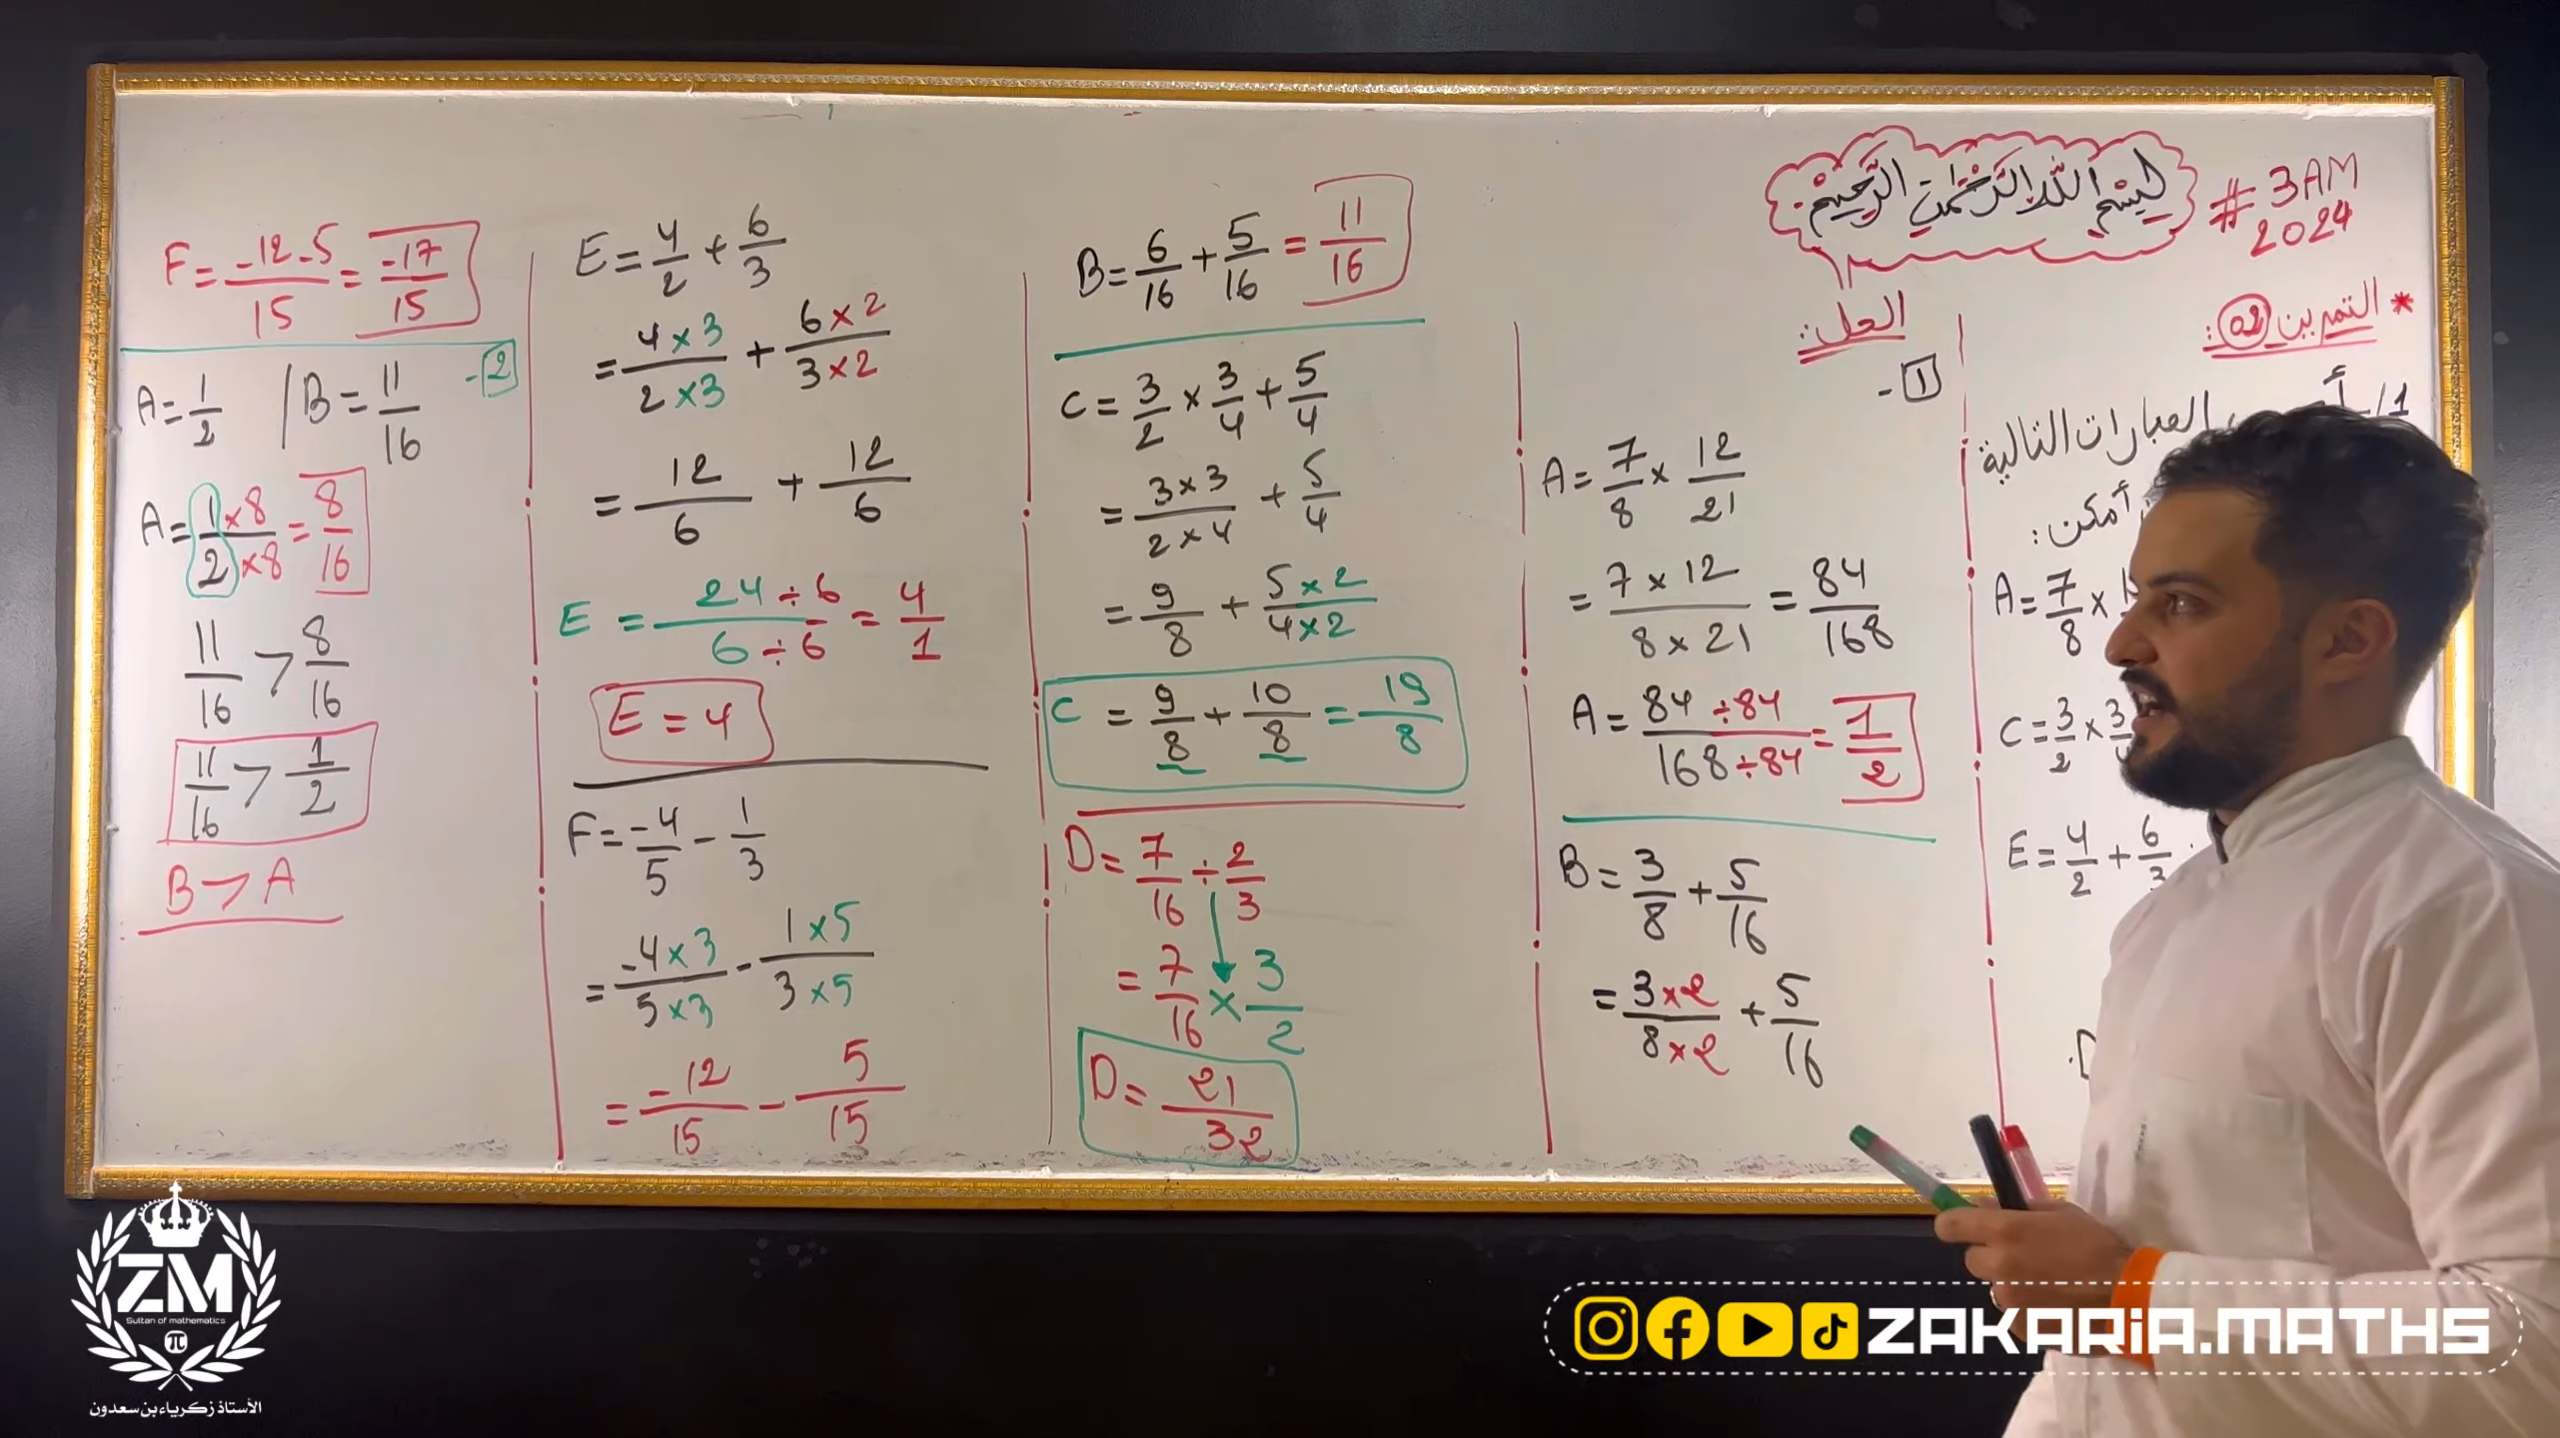 بسم الله الرحمن الرحيم
#3AM
2024
* التمرين 02:
1/ العبارات التالية
أمكن:
A = 7/8 ×
C = 3/2 × 3/
E = 4/2 + 6/3
الحل:
1 -
A = 7/8 × 12/21
= 7 × 12 / 8 × 21 = 84/168
A = 84 ÷ 84 / 168 ÷ 84 = 1/2
B = 3/8 + 5/16
= 3 × 2 / 8 × 2 + 5/16
B = 6/16 + 5/16 = 11/16
C = 3/2 × 3/4 + 5/4
= 3 × 3 / 2 × 4 + 5/4
= 9/8 + 5 × 2 / 4 × 2
C = 9/8 + 10/8 = 19/8
D = 7/16 ÷ 2/3
= 7/16 × 3/2
D = 21/32
E = 4/2 + 6/3
= 4 × 3 / 2 × 3 + 6 × 2 / 3 × 2
= 12/6 + 12/6
E = 24 ÷ 6 / 6 ÷ 6 = 4/1
E = 4
F = -4/5 - 1/3
= -4 × 3 / 5 × 3 - 1 × 5 / 3 × 5
= -12/15 - 5/15
F = -12 - 5 / 15 = -17/15
2 -
A = 1/2 / B = 11/16
A = 1 × 8 / 2 × 8 = 8/16
11/16 > 8/16
11/16 > 1/2
B > A
ZM
Sultan of mathematics
π
الأستاذ زكرياء بن سعدون
ZAKARiA.MATHS